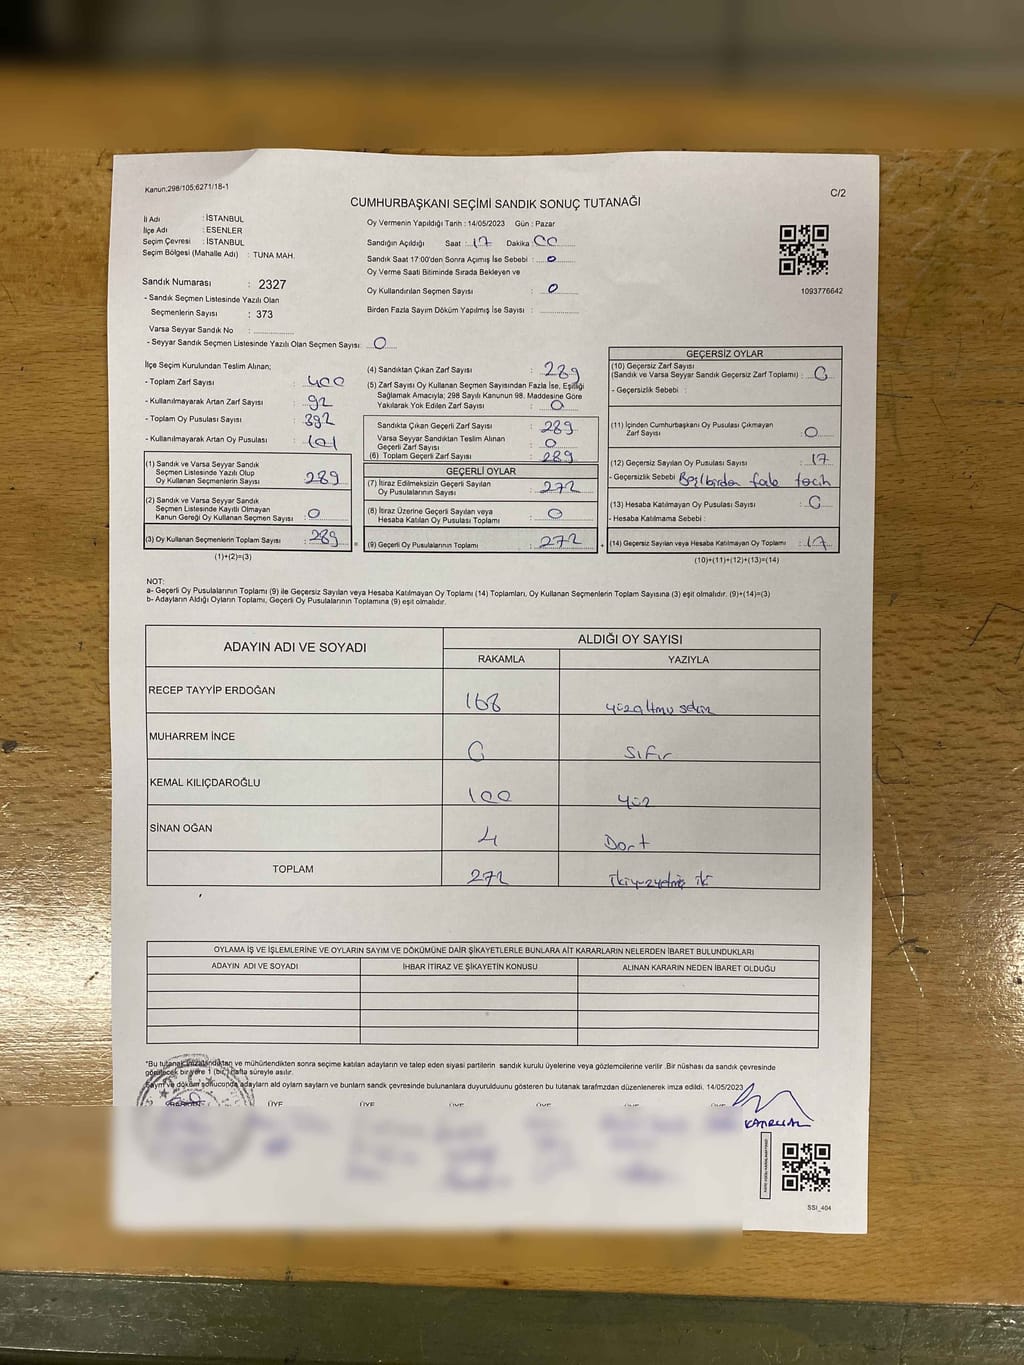 Kanun:298/105;6271/18-1
C/2
CUMHURBAŞKANI SEÇİMİ SANDIK SONUÇ TUTANAĞI
İl Adı : İSTANBUL
İlçe Adı : ESENLER
Seçim Çevresi : İSTANBUL
Seçim Bölgesi (Mahalle Adı) : TUNA MAH.
Sandık Numarası : 2327
- Sandık Seçmen Listesinde Yazılı Olan
Seçmenlerin Sayısı : 373
Varsa Seyyar Sandık No : ..............
- Seyyar Sandık Seçmen Listesinde Yazılı Olan Seçmen Sayısı: 0
Oy Vermenin Yapıldığı Tarih : 14/05/2023 Gün : Pazar
Sandığın Açıldığı Saat : 17 Dakika : 00
Sandık Saat 17:00'den Sonra Açımış İse Sebebi : 0
Oy Verme Saati Bitiminde Sırada Bekleyen ve
Oy Kullandırılan Seçmen Sayısı : 0
Birden Fazla Sayım Döküm Yapılmış İse Sayısı : ..............
1093776642
İlçe Seçim Kurulundan Teslim Alınan;
- Toplam Zarf Sayısı : 400
- Kullanılmayarak Artan Zarf Sayısı : 92
- Toplam Oy Pusulası Sayısı : 392
- Kullanılmayarak Artan Oy Pusulası : 101
(1) Sandık ve Varsa Seyyar Sandık
Seçmen Listesinde Yazılı Olup
Oy Kullanan Seçmenlerin Sayısı : 289
(2) Sandık ve Varsa Seyyar Sandık
Seçmen Listesinde Kayıtlı Olmayan
Kanun Gereği Oy Kullanan Seçmen Sayısı : 0
(3) Oy Kullanan Seçmenlerin Toplam Sayısı : 289
(1)+(2)=(3)
(4) Sandıktan Çıkan Zarf Sayısı : 289
(5) Zarf Sayısı Oy Kullanan Seçmen Sayısından Fazla İse, Eşitliği
Sağlamak Amacıyla; 298 Sayılı Kanunun 98. Maddesine Göre
Yakılarak Yok Edilen Zarf Sayısı : 0
Sandıkta Çıkan Geçerli Zarf Sayısı : 289
Varsa Seyyar Sandıktan Teslim Alınan
Geçerli Zarf Sayısı : 0
(6) Toplam Geçerli Zarf Sayısı : 289
GEÇERLİ OYLAR
(7) İtiraz Edilmeksizin Geçerli Sayılan
Oy Pusulalarının Sayısı : 272
(8) İtiraz Üzerine Geçerli Sayılan veya
Hesaba Katılan Oy Pusulası Toplamı : 0
(9) Geçerli Oy Pusulalarının Toplamı : 272
GEÇERSİZ OYLAR
(10) Geçersiz Zarf Sayısı
(Sandık ve Varsa Seyyar Sandık Geçersiz Zarf Toplamı) : 0
- Geçersizlik Sebebi :
(11) İçinden Cumhurbaşkanı Oy Pusulası Çıkmayan
Zarf Sayısı : 0
(12) Geçersiz Sayılan Oy Pusulası Sayısı : 17
- Geçersizlik Sebebi
(13) Hesaba Katılmayan Oy Pusulası Sayısı : 0
- Hesaba Katılmama Sebebi :
(14) Geçersiz Sayılan veya Hesaba Katılmayan Oy Toplamı : 17
(10)+(11)+(12)+(13)=(14)
NOT:
a- Geçerli Oy Pusulalarının Toplamı (9) ile Geçersiz Sayılan veya Hesaba Katılmayan Oy Toplamı (14) Toplamları, Oy Kullanan Seçmenlerin Toplam Sayısına (3) eşit olmalıdır. (9)+(14)=(3)
b- Adayların Aldığı Oyların Toplamı, Geçerli Oy Pusulalarının Toplamına (9) eşit olmalıdır.
ADAYIN ADI VE SOYADI ALDIĞI OY SAYISI
RAKAMLA YAZIYLA
RECEP TAYYİP ERDOĞAN 168 yüzaltmış sekiz
MUHARREM İNCE 0 Sıfır
KEMAL KILIÇDAROĞLU 100 yüz
SİNAN OĞAN 4 Dört
TOPLAM 272 ikiyüzyetmiş iki
OYLAMA İŞ VE İŞLEMLERİNE VE OYLARIN SAYIM VE DÖKÜMÜNE DAİR ŞİKAYETLERLE BUNLARA AİT KARARLARIN NELERDEN İBARET BULUNDUKLARI
ADAYIN ADI VE SOYADI İHBAR İTİRAZ VE ŞİKAYETİN KONUSU ALINAN KARARIN NEDEN İBARET OLDUĞU
*Bu tutanak imzalandıktan ve mühürlendikten sonra seçime katılan adayların ve talep eden siyasi partilerin sandık kurulu üyelerine ve gözlemcilerine verilir .Bir nüshası da sandık çevresinde
görülecek bir yere 1 (bir) hafta süreyle asılır.
Sayım ve döküm sonuconda adayların ald oyların sayların ve bunların sandk çevresinde bulunanlara duyurulduunu gösteren bu tutanak tarafmzdan düzenlenerek imza edildi. 14/05/2023
BAŞKAN ÜYE ÜYE ÜYE ÜYE ÜYE ÜYE
SSİ_404